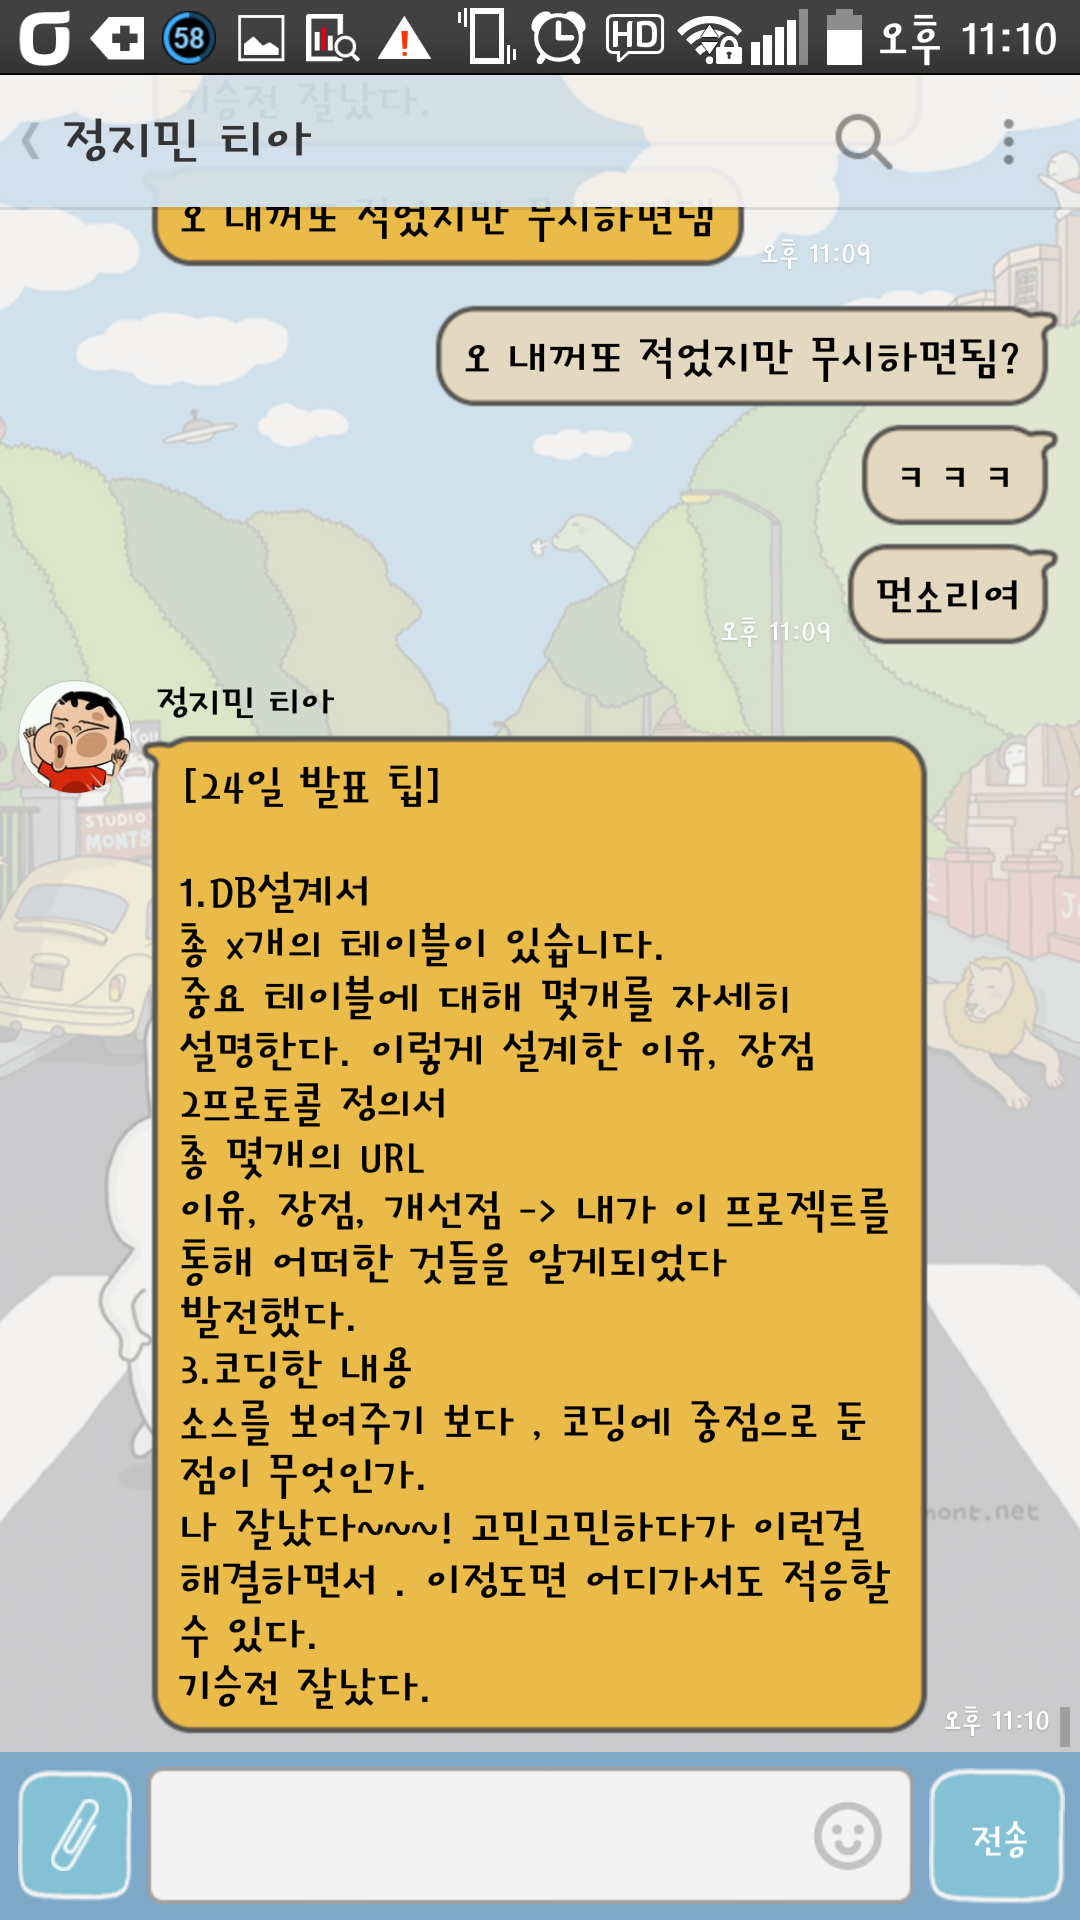 58
HD
오후 11:10
정지민 티아
기승전 잘났다.
오 내꺼또 적었지만 무시하면댐
오후 11:09
오 내꺼또 적었지만 무시하면됨?
ㅋㅋㅋ
먼소리여
오후 11:09
정지민 티아
[24일 발표 팁]
1.DB설계서
총 x개의 테이블이 있습니다.
중요 테이블에 대해 몇개를 자세히
설명한다. 이렇게 설계한 이유, 장점
2프로토콜 정의서
총 몇개의 URL
이유, 장점, 개선점 -> 내가 이 프로젝트를
통해 어떠한 것들을 알게되었다
발전했다.
3.코딩한 내용
소스를 보여주기 보다 , 코딩에 중점으로 둔
점이 무엇인가.
나 잘났다~~~! 고민고민하다가 이런걸
해결하면서 . 이정도면 어디가서도 적응할
수 있다.
기승전 잘났다.
오후 11:10
STUDIO
mont.net
전송